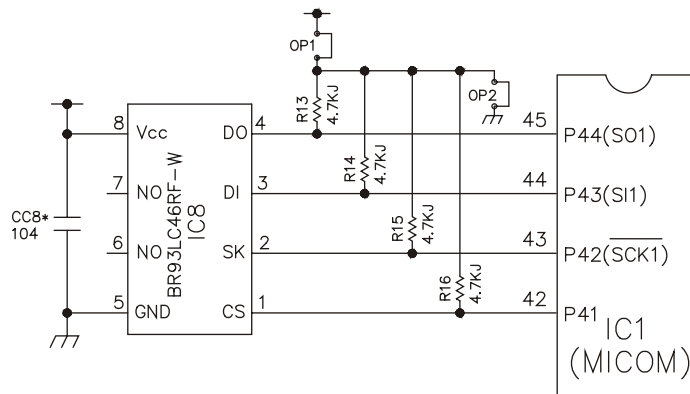 OP1
OP2
R13
4.7KJ
R14
4.7KJ
R15
4.7KJ
R16
4.7KJ
CC8*
104
8 Vcc
7 NO
6 NO
5 GND
BR93LC46RF-W
IC8
DO 4
DI 3
SK 2
CS 1
45 P44(SO1)
44 P43(SI1)
43 P42(SCK1)
42 P41
IC1
(MICOM)